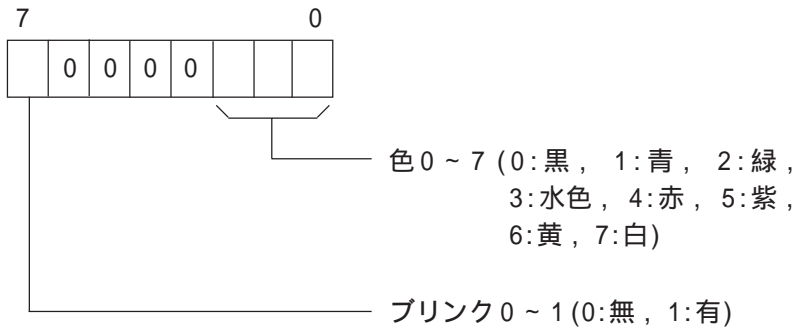 7 0
0 0 0 0
色0~7(0:黒, 1:青, 2:緑,
3:水色, 4:赤, 5:紫,
6:黄, 7:白)
ブリンク0~1(0:無, 1:有)